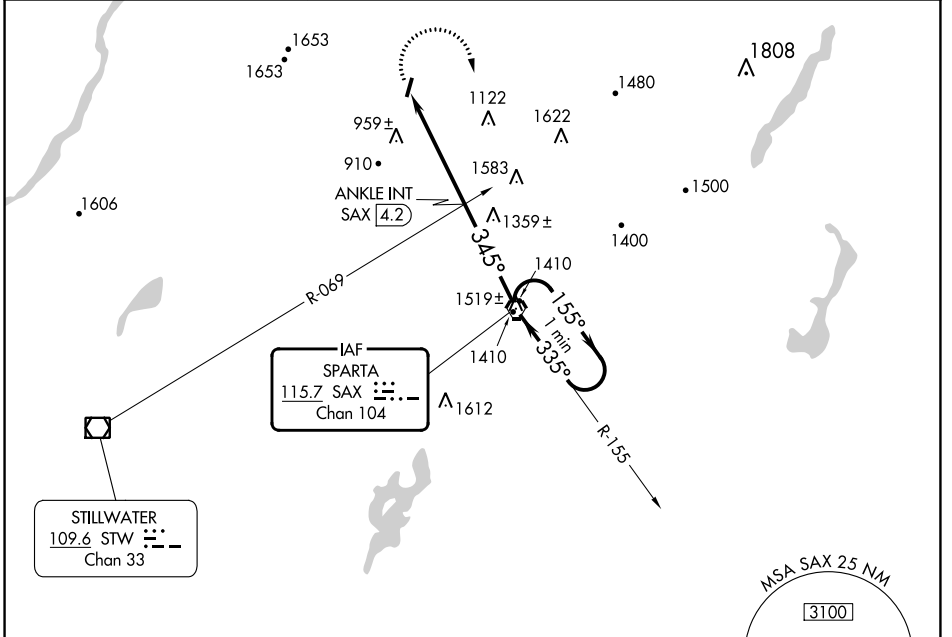 1653
1653
1808
1480
1122
959±
1622
910
1583
1500
ANKLE INT
SAX 4.2
1606
1359±
1400
345°
R-069
1410
1519±
155°
1 min
335°
1410
IAF
SPARTA
115.7 SAX
Chan 104
1612
R-155
STILLWATER
109.6 STW
Chan 33
MSA SAX 25 NM
3100